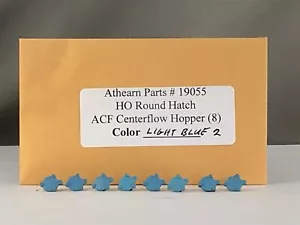 Athearn Parts # 19055
HO Round Hatch
ACF Centerflow Hopper (8)
Color LIGHT BLUE 2